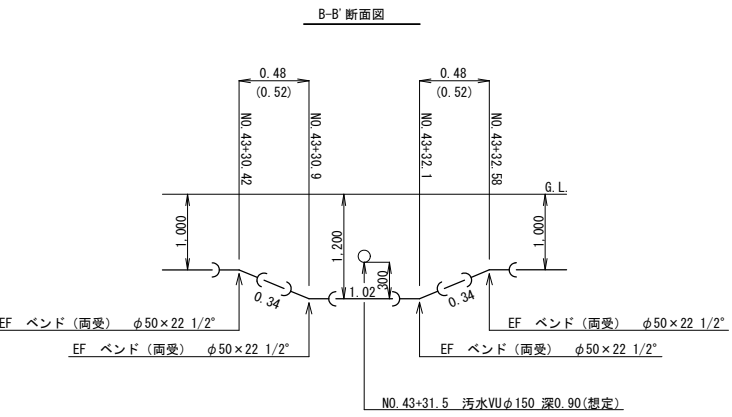 B-B' 断面図
0.48
(0.52)
0.48
(0.52)
NO.43+30.42
NO.43+30.9
NO.43+32.1
NO.43+32.58
G.L.
1,000
1,200
1,000
300
1.02
0.34
0.34
EF ベンド（両受） φ50×22 1/2°
EF ベンド（両受） φ50×22 1/2°
EF ベンド（両受） φ50×22 1/2°
EF ベンド（両受） φ50×22 1/2°
NO.43+31.5 汚水VUφ150 深0.90(想定)